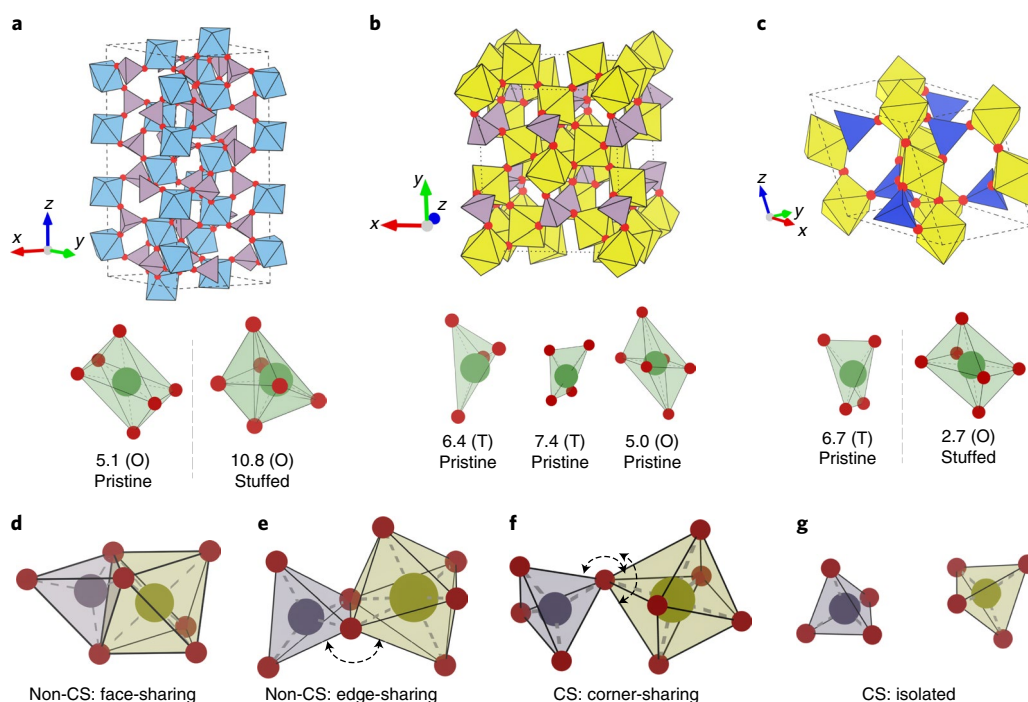 a
b
c
z
x
y
y
z
x
z
y
x
5.1 (O)
Pristine
10.8 (O)
Stuffed
6.4 (T)
Pristine
7.4 (T)
Pristine
5.0 (O)
Pristine
6.7 (T)
Pristine
2.7 (O)
Stuffed
d
e
f
g
Non-CS: face-sharing
Non-CS: edge-sharing
CS: corner-sharing
CS: isolated